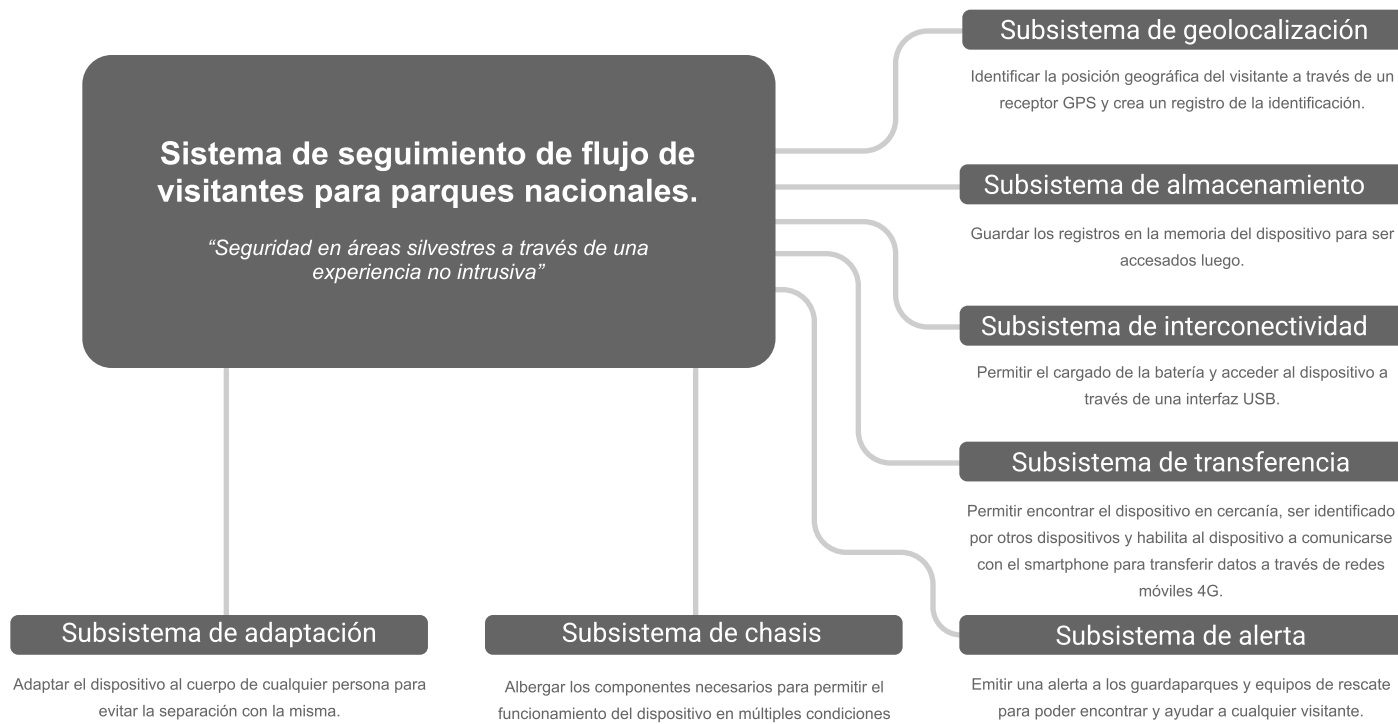 Sistema de seguimiento de flujo de
visitantes para parques nacionales.
“Seguridad en áreas silvestres a través de una
experiencia no intrusiva”
Subsistema de geolocalización
Identificar la posición geográfica del visitante a través de un
receptor GPS y crea un registro de la identificación.
Subsistema de almacenamiento
Guardar los registros en la memoria del dispositivo para ser
accesados luego.
Subsistema de interconectividad
Permitir el cargado de la batería y acceder al dispositivo a
través de una interfaz USB.
Subsistema de transferencia
Permitir encontrar el dispositivo en cercanía, ser identificado
por otros dispositivos y habilita al dispositivo a comunicarse
con el smartphone para transferir datos a través de redes
móviles 4G.
Subsistema de adaptación
Adaptar el dispositivo al cuerpo de cualquier persona para
evitar la separación con la misma.
Subsistema de chasis
Albergar los componentes necesarios para permitir el
funcionamiento del dispositivo en múltiples condiciones
Subsistema de alerta
Emitir una alerta a los guardaparques y equipos de rescate
para poder encontrar y ayudar a cualquier visitante.